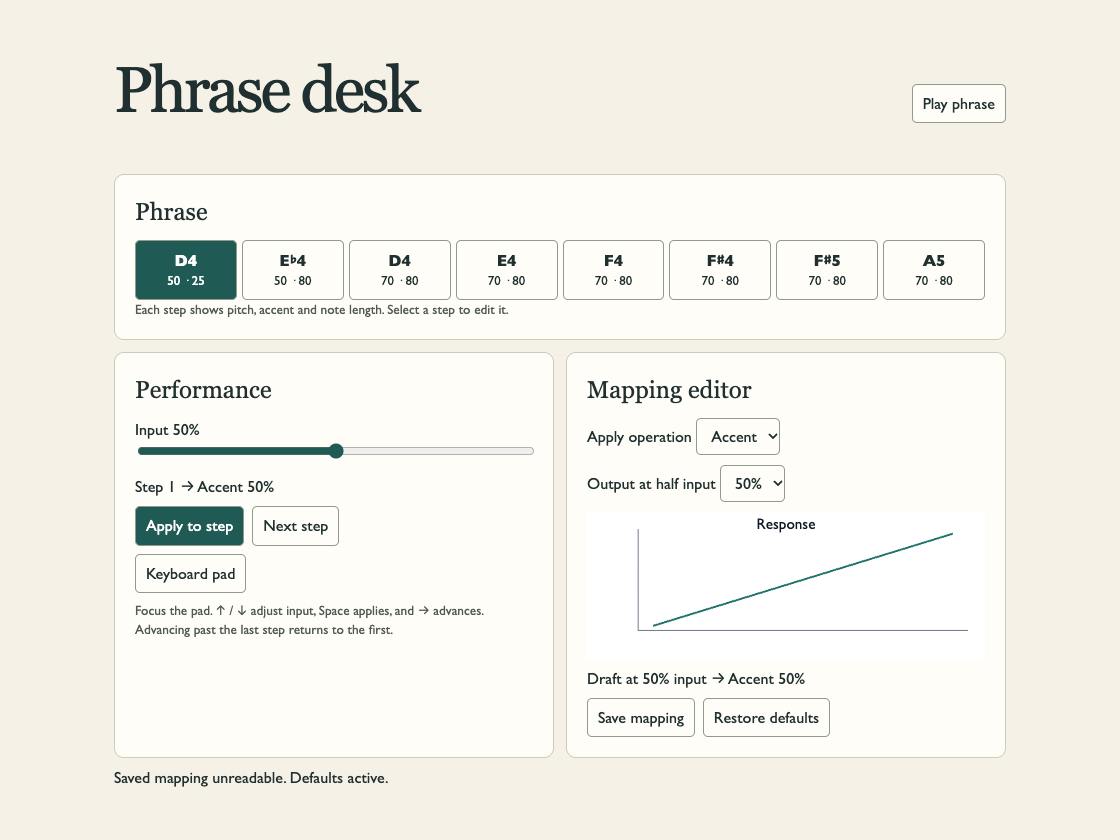 Phrase desk
Play phrase
Phrase
D4 E♭4 D4 E4 F4 F♯4 F♯5 A5
50 · 25 50 · 80 70 · 80 70 · 80 70 · 80 70 · 80 70 · 80 70 · 80
Each step shows pitch, accent and note length. Select a step to edit it.
Performance
Input 50%
Step 1 → Accent 50%
Apply to step Next step
Keyboard pad
Focus the pad. ↑ / ↓ adjust input, Space applies, and → advances.
Advancing past the last step returns to the first.
Mapping editor
Apply operation Accent
Output at half input 50%
Response
Draft at 50% input → Accent 50%
Save mapping Restore defaults
Saved mapping unreadable. Defaults active.